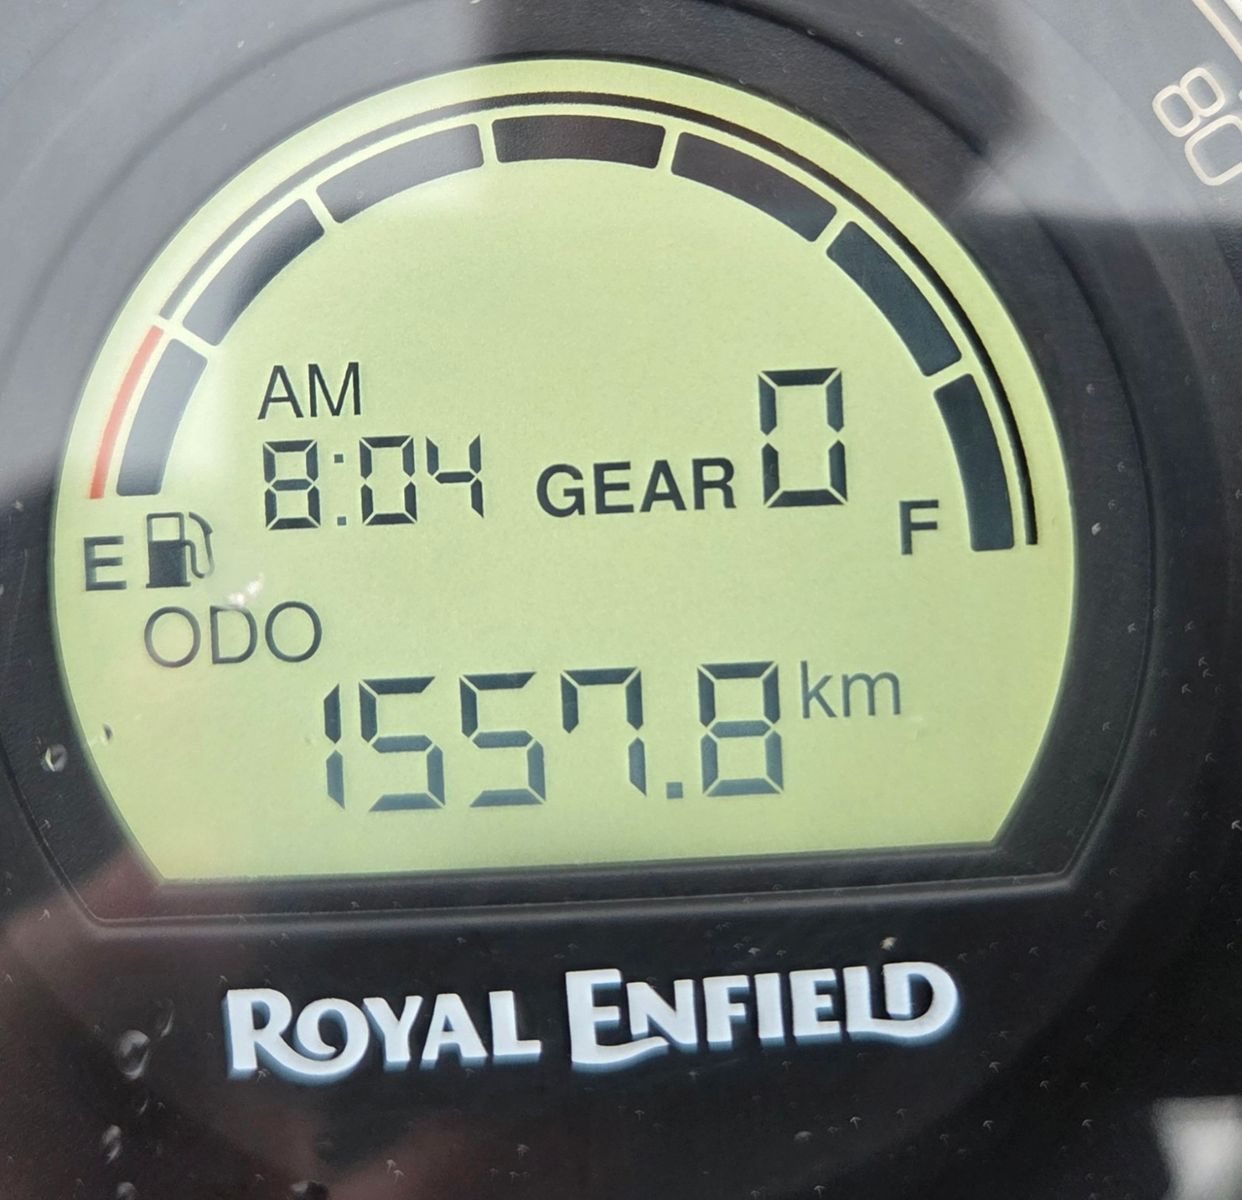 80
AM
8:04 GEAR 0
E F
ODO
1557.8 km
ROYAL ENFIELD